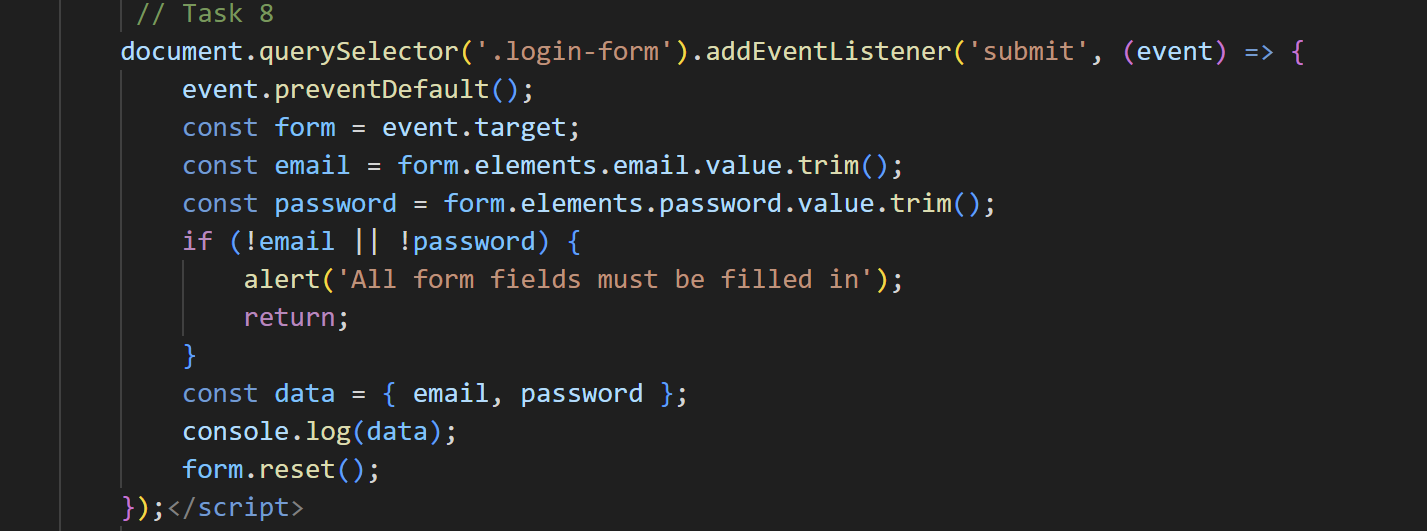 // Task 8
document.querySelector('.login-form').addEventListener('submit', (event) => {
event.preventDefault();
const form = event.target;
const email = form.elements.email.value.trim();
const password = form.elements.password.value.trim();
if (!email || !password) {
alert('All form fields must be filled in');
return;
}
const data = { email, password };
console.log(data);
form.reset();
});</script>